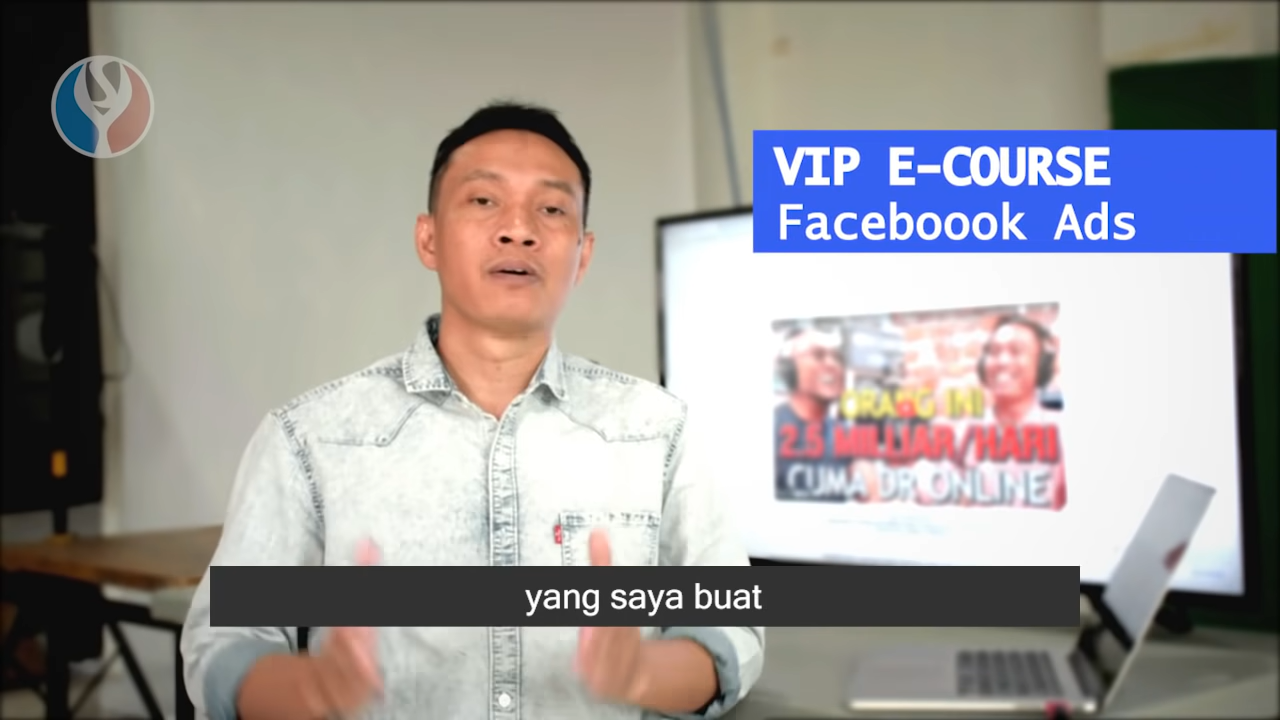 VIP E-COURSE
Faceboook Ads
ORANG INI
2.5 MILLIAR/HARI
CUMA DR ONLINE
yang saya buat